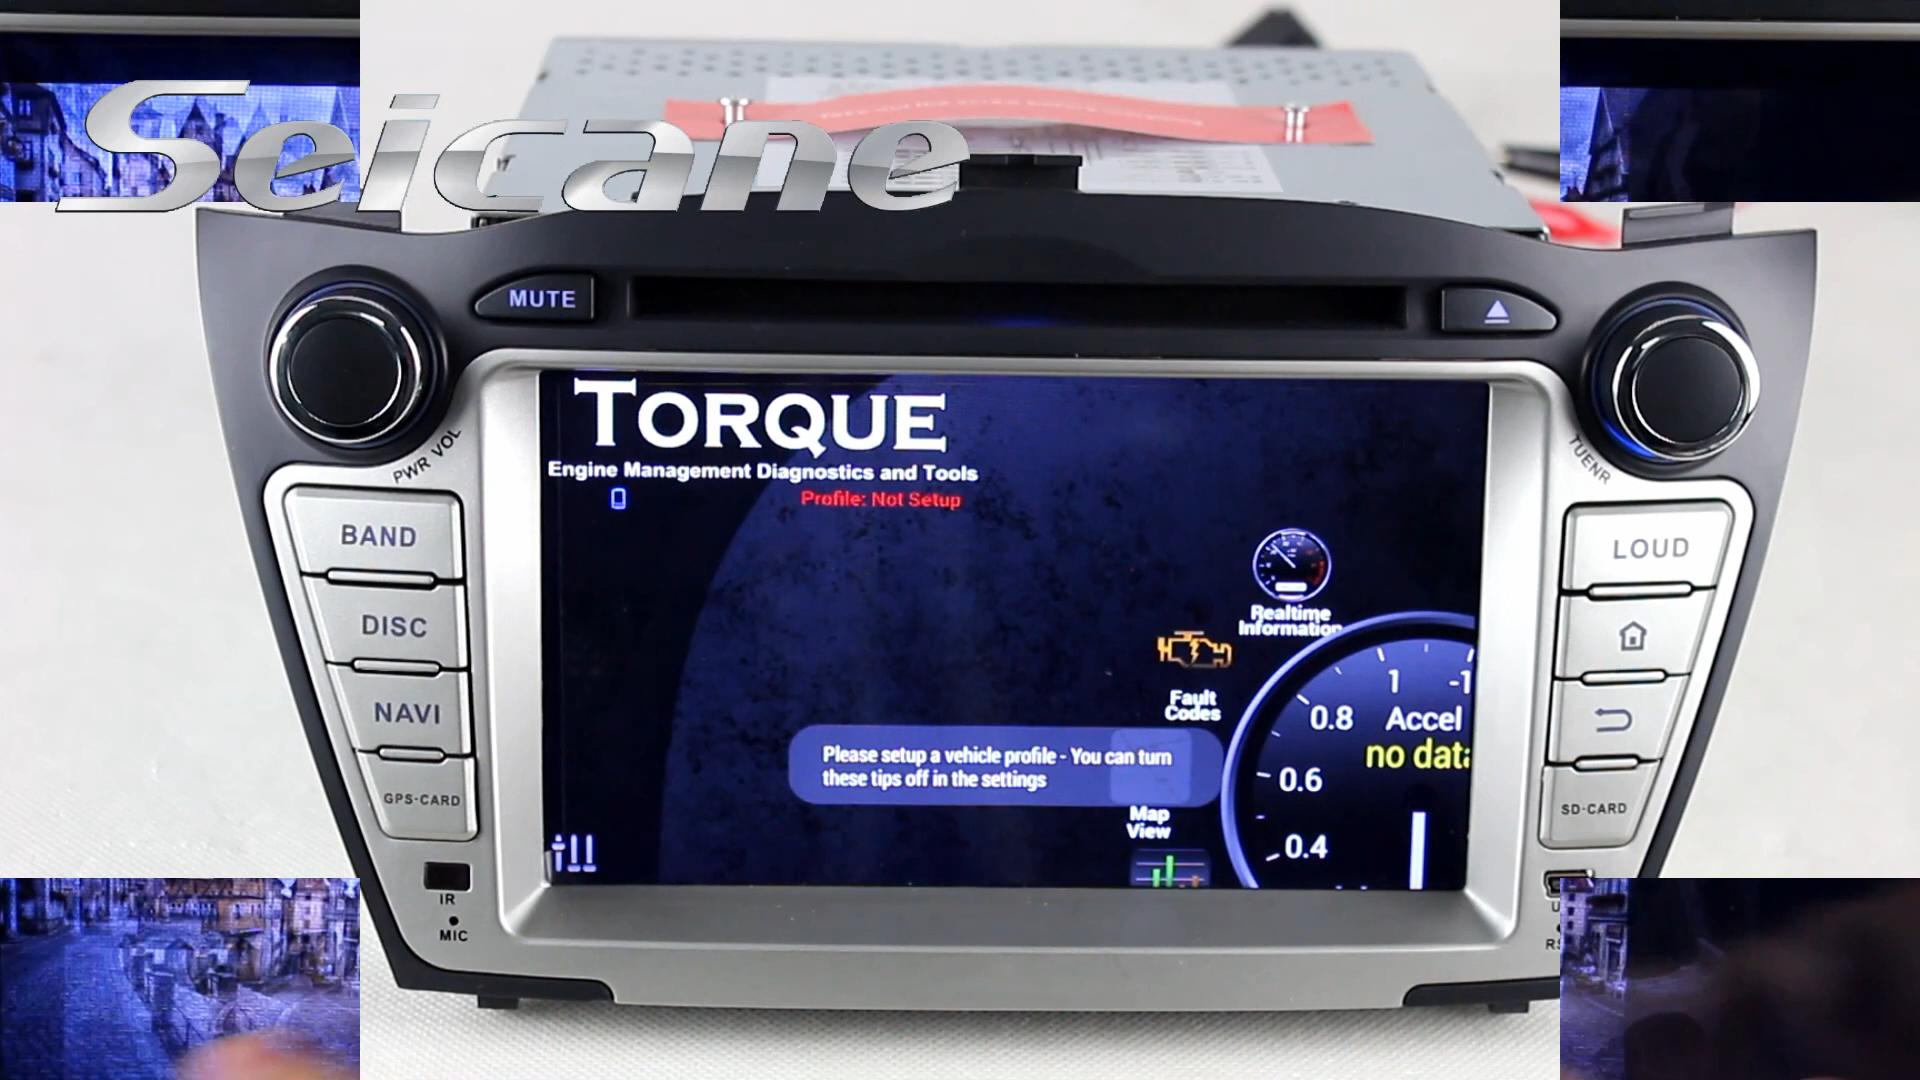 Seicane
MUTE
PWR VOL
TUENR
TORQUE
Engine Management Diagnostics and Tools
Profile: Not Setup
BAND
DISC
NAVI
GPS-CARD
IR
MIC
LOUD
SD-CARD
Realtime
Information
Fault
Codes
1
-1
0.8
Accel
no data
0.6
0.4
Please setup a vehicle profile - You can turn
these tips off in the settings
Map
View